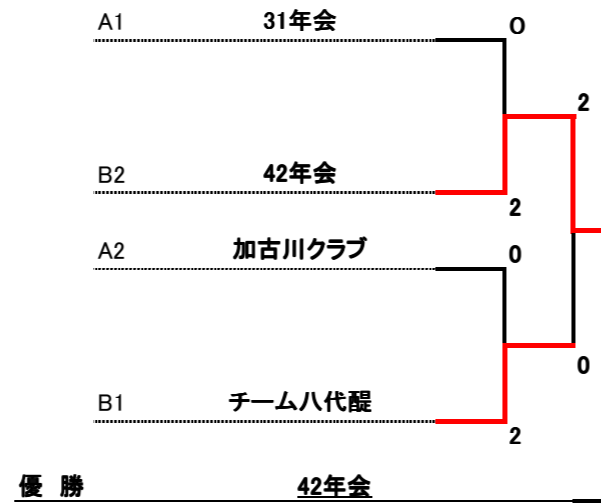 A1 31年会 0
2
B2 42年会
2
A2 加古川クラブ 0
0
B1 チーム八代醍
2
優 勝 42年会